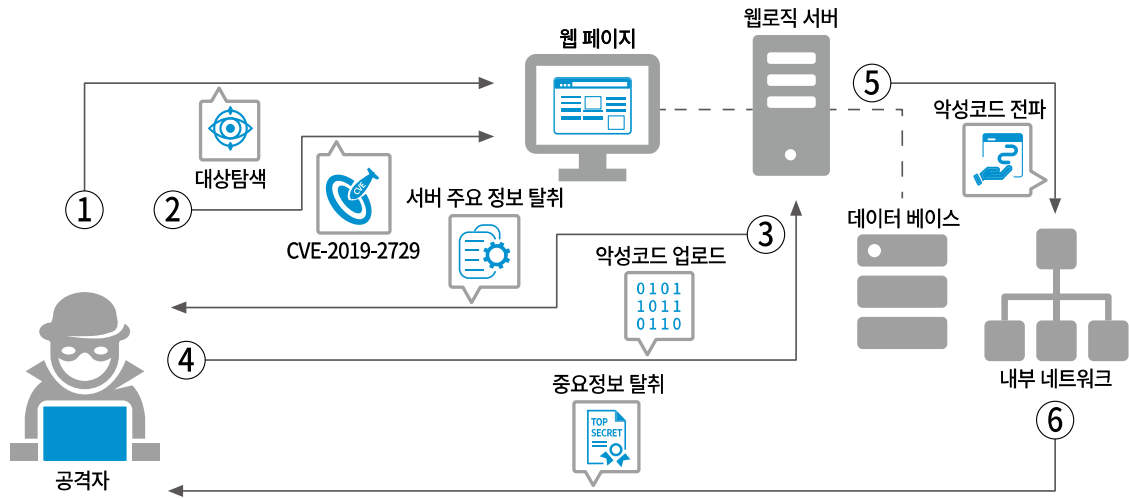 웹로직 서버
웹 페이지
⑤
악성코드 전파
대상탐색
①
②
CVE
CVE-2019-2729
서버 주요 정보 탈취
③
악성코드 업로드
0101
1011
0110
데이터 베이스
내부 네트워크
④
중요정보 탈취
TOP
SECRET
⑥
공격자